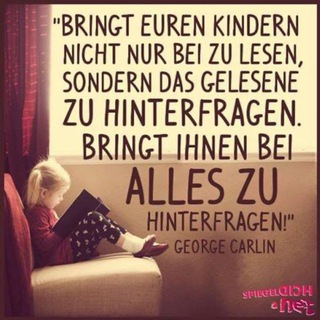 "BRINGT EUREN KINDERN
NICHT NUR BEI ZU LESEN,
SONDERN DAS GELESENE
ZU HINTERFRAGEN.
BRINGT IHNEN BEI
ALLES ZU
HINTERFRAGEN!"
GEORGE CARLIN